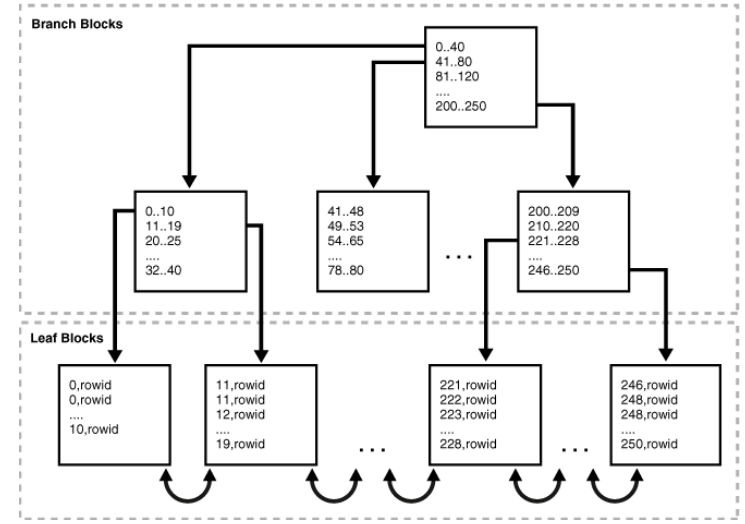 Branch Blocks
0..40
41..80
81..120
....
200..250
0..10
11..19
20..25
....
32..40
41..48
49..53
54..65
....
78..80
...
200..209
210..220
221..228
....
246..250
Leaf Blocks
0,rowid
0,rowid
....
10,rowid
11,rowid
11,rowid
12,rowid
....
19,rowid
...
221,rowid
222,rowid
223,rowid
....
228,rowid
...
246,rowid
248,rowid
248,rowid
....
250,rowid